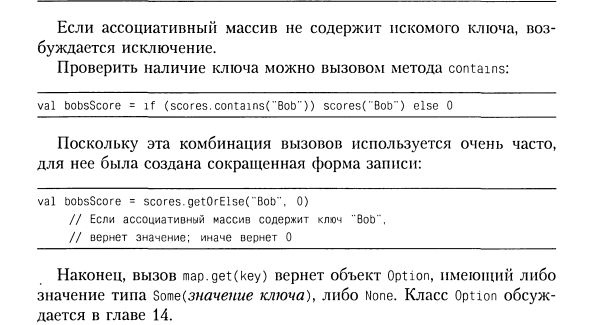 Если ассоциативный массив не содержит искомого ключа, воз-
буждается исключение.
Проверить наличие ключа можно вызовом метода contains:
val bobsScore = if (scores.contains("Bob")) scores("Bob") else 0
Поскольку эта комбинация вызовов используется очень часто,
для нее была создана сокращенная форма записи:
val bobsScore = scores.getOrElse("Bob", 0)
// Если ассоциативный массив содержит ключ "Bob",
// вернет значение; иначе вернет 0
Наконец, вызов map.get(key) вернет объект Option, имеющий либо
значение типа Some(значение ключа), либо None. Класс Option обсуж-
дается в главе 14.